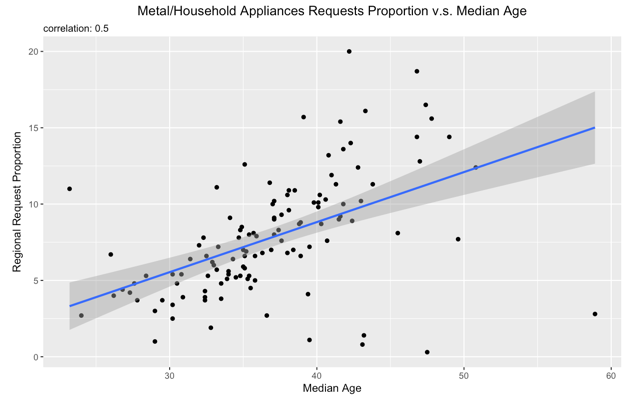 Metal/Household Appliances Requests Proportion v.s. Median Age
correlation: 0.5
20
15
10
5
0
Regional Request Proportion
30
40
50
60
Median Age